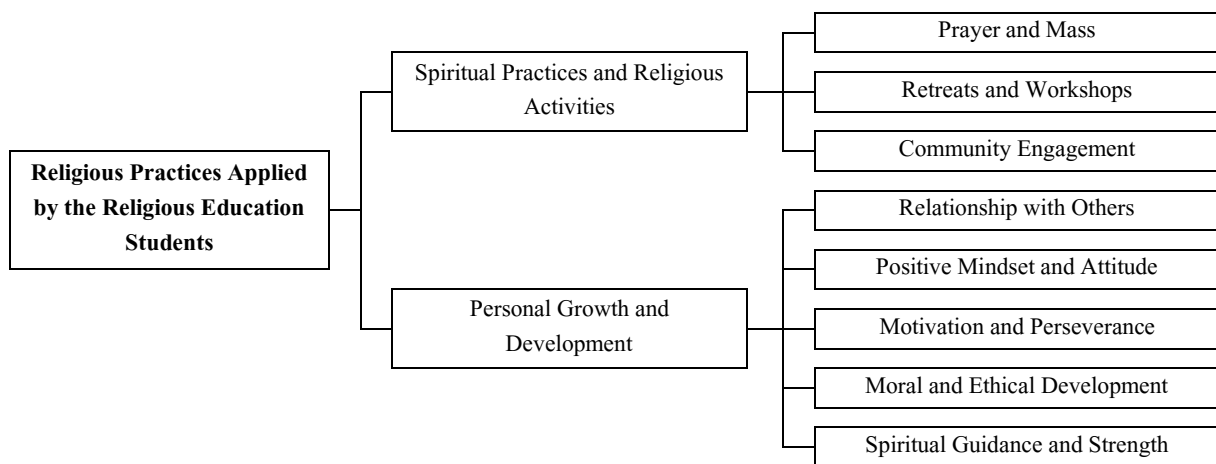 Religious Practices Applied
by the Religious Education
Students
Spiritual Practices and Religious
Activities
Prayer and Mass
Retreats and Workshops
Community Engagement
Personal Growth and
Development
Relationship with Others
Positive Mindset and Attitude
Motivation and Perseverance
Moral and Ethical Development
Spiritual Guidance and Strength